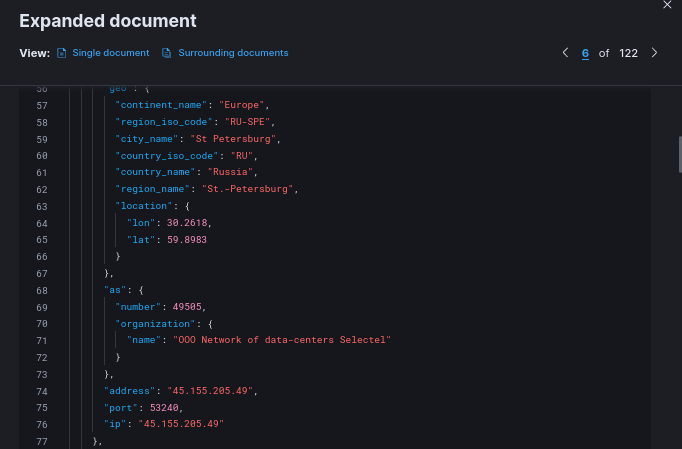 Expanded document
View: Single document Surrounding documents 6 of 122
56 "geo": {
57 "continent_name": "Europe",
58 "region_iso_code": "RU-SPE",
59 "city_name": "St Petersburg",
60 "country_iso_code": "RU",
61 "country_name": "Russia",
62 "region_name": "St.-Petersburg",
63 "location": {
64 "lon": 30.2618,
65 "lat": 59.8983
66 }
67 },
68 "as": {
69 "number": 49505,
70 "organization": {
71 "name": "OOO Network of data-centers Selectel"
72 }
73 },
74 "address": "45.155.205.49",
75 "port": 53240,
76 "ip": "45.155.205.49"
77 },